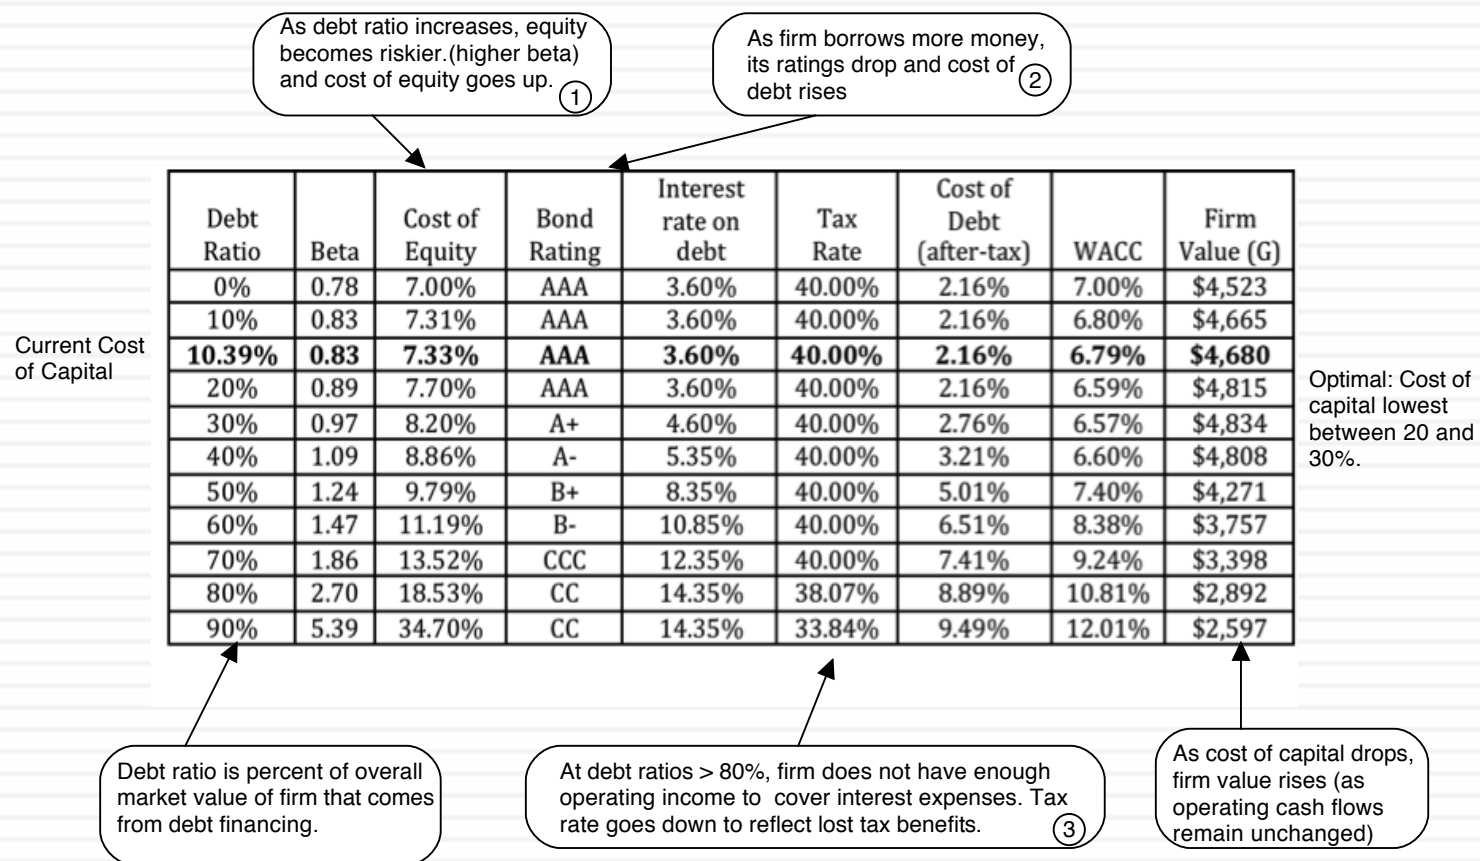 As debt ratio increases, equity
becomes riskier.(higher beta)
and cost of equity goes up.
1
As firm borrows more money,
its ratings drop and cost of
debt rises
2
Debt Ratio Beta Cost of Equity Bond Rating Interest rate on debt Tax Rate Cost of Debt (after-tax) WACC Firm Value (G)
0% 0.78 7.00% AAA 3.60% 40.00% 2.16% 7.00% $4,523
10% 0.83 7.31% AAA 3.60% 40.00% 2.16% 6.80% $4,665
10.39% 0.83 7.33% AAA 3.60% 40.00% 2.16% 6.79% $4,680
20% 0.89 7.70% AAA 3.60% 40.00% 2.16% 6.59% $4,815
30% 0.97 8.20% A+ 4.60% 40.00% 2.76% 6.57% $4,834
40% 1.09 8.86% A- 5.35% 40.00% 3.21% 6.60% $4,808
50% 1.24 9.79% B+ 8.35% 40.00% 5.01% 7.40% $4,271
60% 1.47 11.19% B- 10.85% 40.00% 6.51% 8.38% $3,757
70% 1.86 13.52% CCC 12.35% 40.00% 7.41% 9.24% $3,398
80% 2.70 18.53% CC 14.35% 38.07% 8.89% 10.81% $2,892
90% 5.39 34.70% CC 14.35% 33.84% 9.49% 12.01% $2,597
Current Cost
of Capital
Optimal: Cost of
capital lowest
between 20 and
30%.
Debt ratio is percent of overall
market value of firm that comes
from debt financing.
At debt ratios > 80%, firm does not have enough
operating income to cover interest expenses. Tax
rate goes down to reflect lost tax benefits.
3
As cost of capital drops,
firm value rises (as
operating cash flows
remain unchanged)